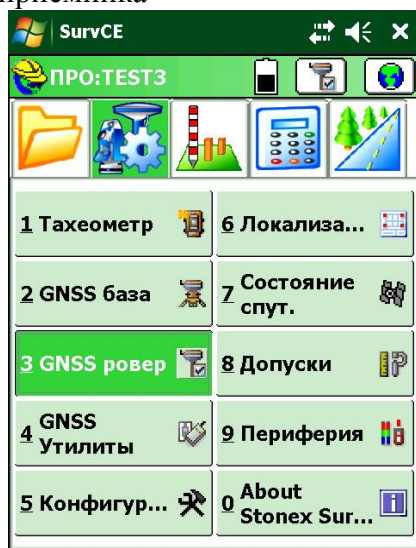 приемника
SurvCE
ПРО:TEST3
1 Тахеометр
6 Локализа...
2 GNSS база
7 Состояние
спут.
3 GNSS ровер
8 Допуски
4 GNSS
Утилиты
9 Периферия
5 Конфигур...
0 About
Stonex Sur...